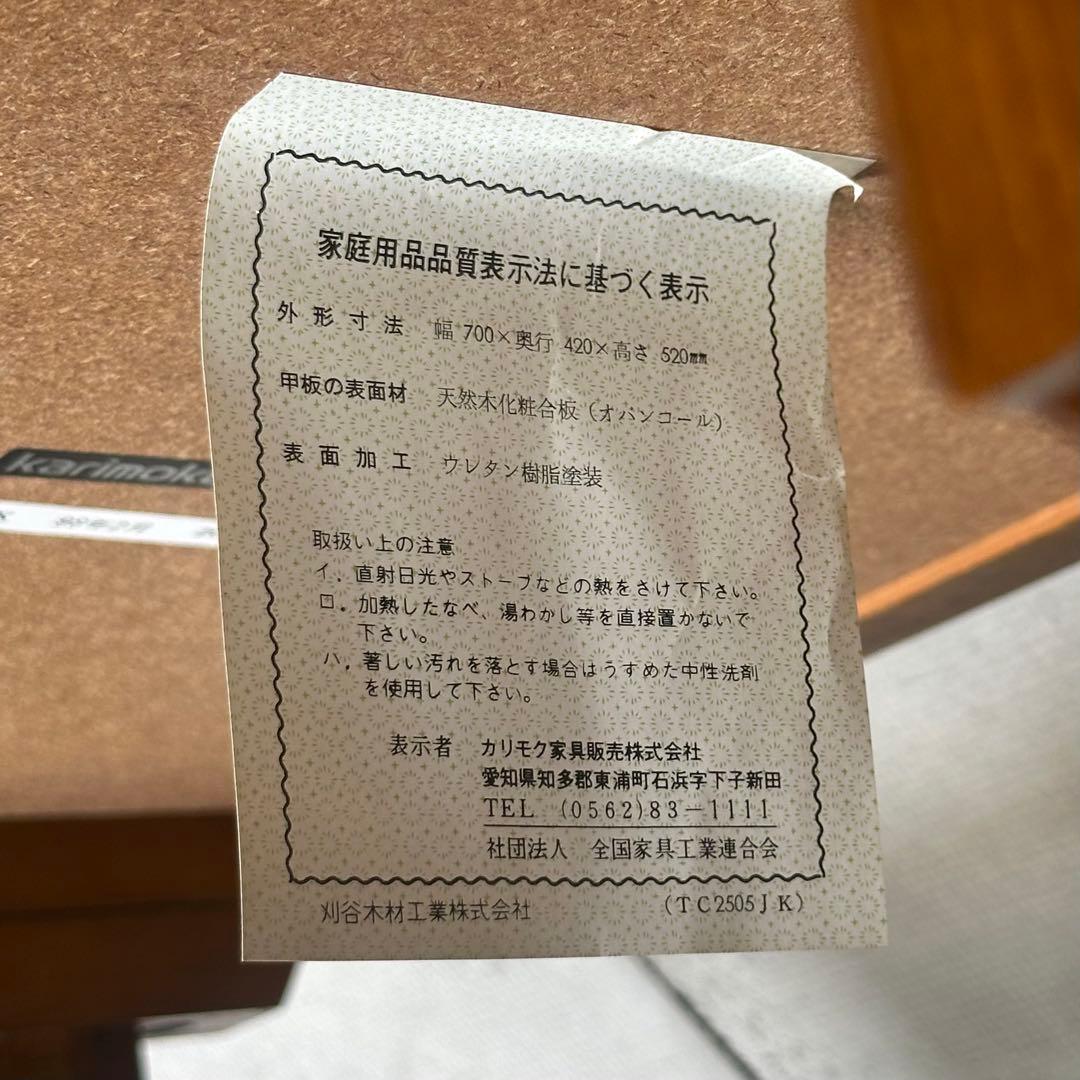 家庭用品品質表示法に基づく表示
外形寸法 幅 700×奥行 420×高さ 520mm
甲板の表面材 天然木化粧合板(オバンコール)
表面加工 ウレタン樹脂塗装
取扱い上の注意
イ. 直射日光やストーブなどの熱をさけて下さい。
ロ. 加熱したなべ、湯わかし等を直接置かないで
下さい。
ハ. 著しい汚れを落とす場合はうすめた中性洗剤
を使用して下さい。
表示者 カリモク家具販売株式会社
愛知県知多郡東浦町石浜字下子新田
TEL (0562)83-1111
社団法人 全国家具工業連合会
刈谷木材工業株式会社 (TC2505JK)
karimoku